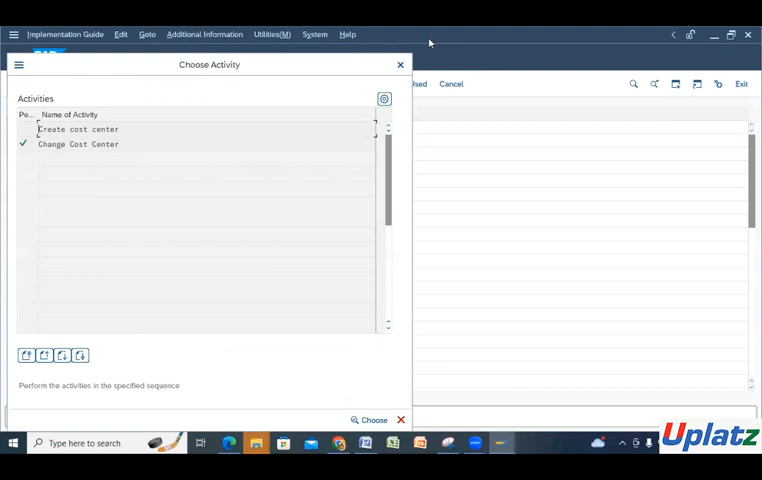 Implementation Guide Edit Goto Additional Information Utilities(M) System Help
Choose Activity
Cancel
Exit
Activities
Pe... Name of Activity
Create cost center
Change Cost Center
Perform the activities in the specified sequence
Choose
Type here to search
Uplatz